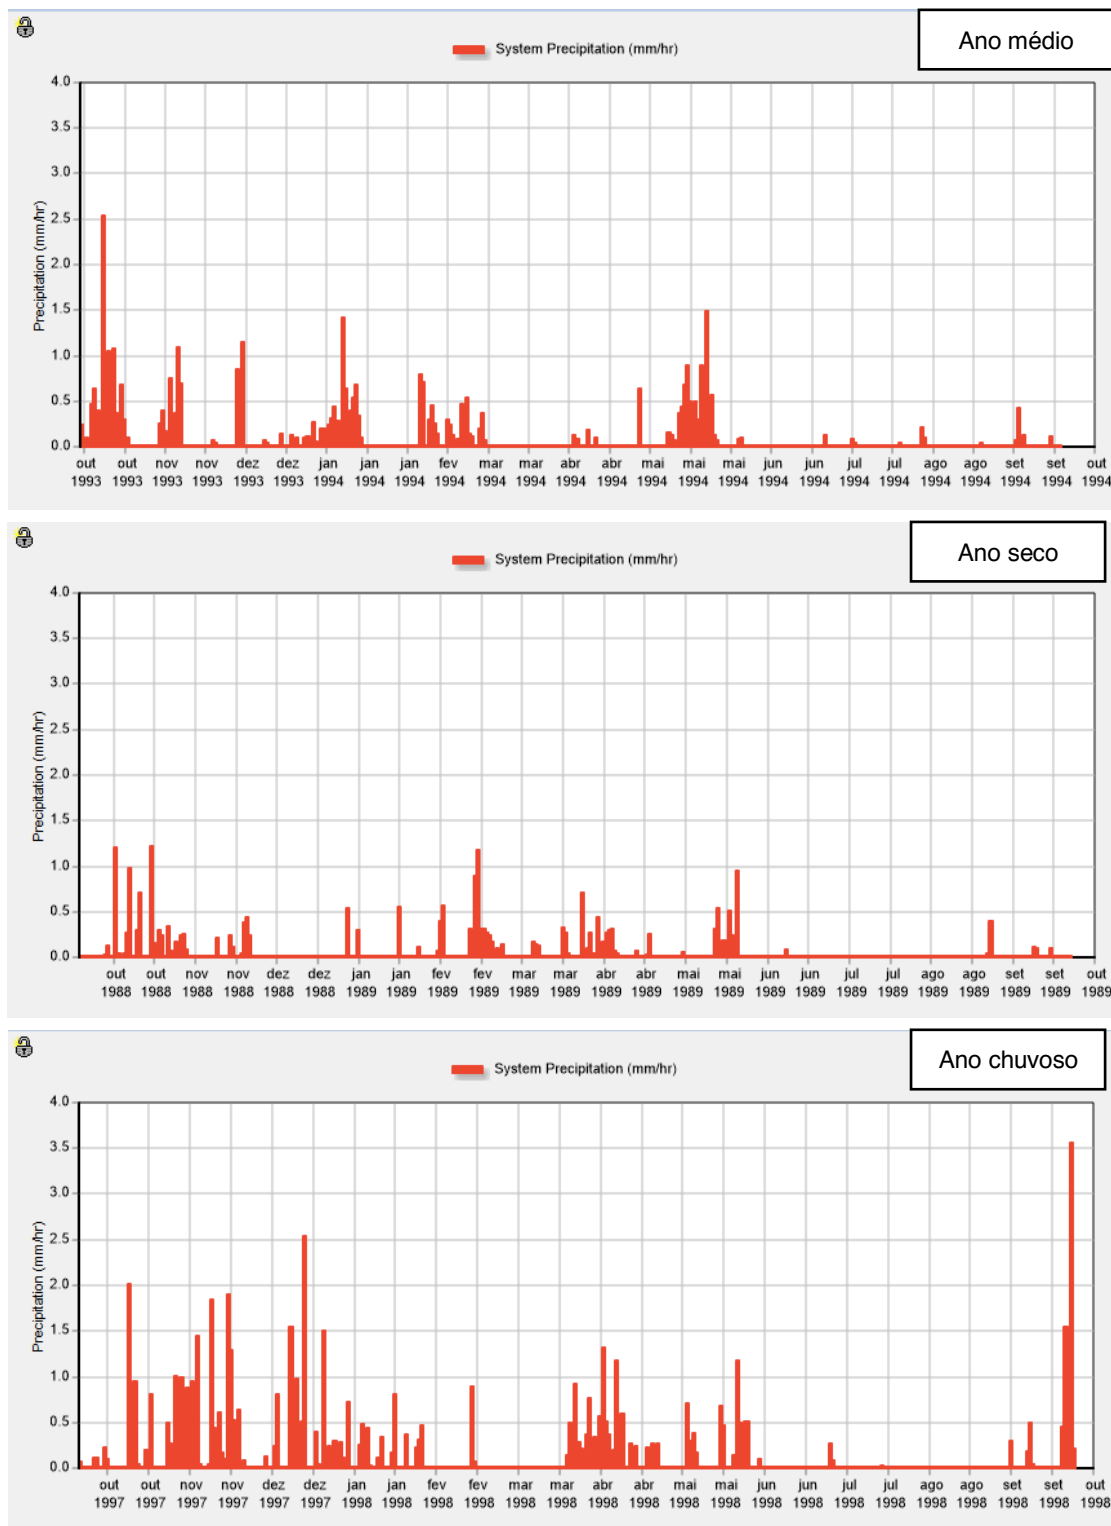 Ano médio
System Precipitation (mm/hr)
Precipitation (mm/hr)
4.0
3.5
3.0
2.5
2.0
1.5
1.0
0.5
0.0
out out nov nov dez dez jan jan jan fev mar mar abr abr mai mai mai jun jun jul jul ago ago set set out
1993 1993 1993 1993 1993 1993 1994 1994 1994 1994 1994 1994 1994 1994 1994 1994 1994 1994 1994 1994 1994 1994 1994 1994 1994 1994
Ano seco
System Precipitation (mm/hr)
Precipitation (mm/hr)
4.0
3.5
3.0
2.5
2.0
1.5
1.0
0.5
0.0
out out nov nov dez dez jan jan fev fev mar mar abr abr mai mai jun jun jul jul ago ago set set out
1988 1988 1988 1988 1988 1988 1989 1989 1989 1989 1989 1989 1989 1989 1989 1989 1989 1989 1989 1989 1989 1989 1989 1989 1989
Ano chuvoso
System Precipitation (mm/hr)
Precipitation (mm/hr)
4.0
3.5
3.0
2.5
2.0
1.5
1.0
0.5
0.0
out out nov nov dez dez jan jan fev fev mar mar abr abr mai mai jun jun jul jul ago ago set set out
1997 1997 1997 1997 1997 1997 1998 1998 1998 1998 1998 1998 1998 1998 1998 1998 1998 1998 1998 1998 1998 1998 1998 1998 1998